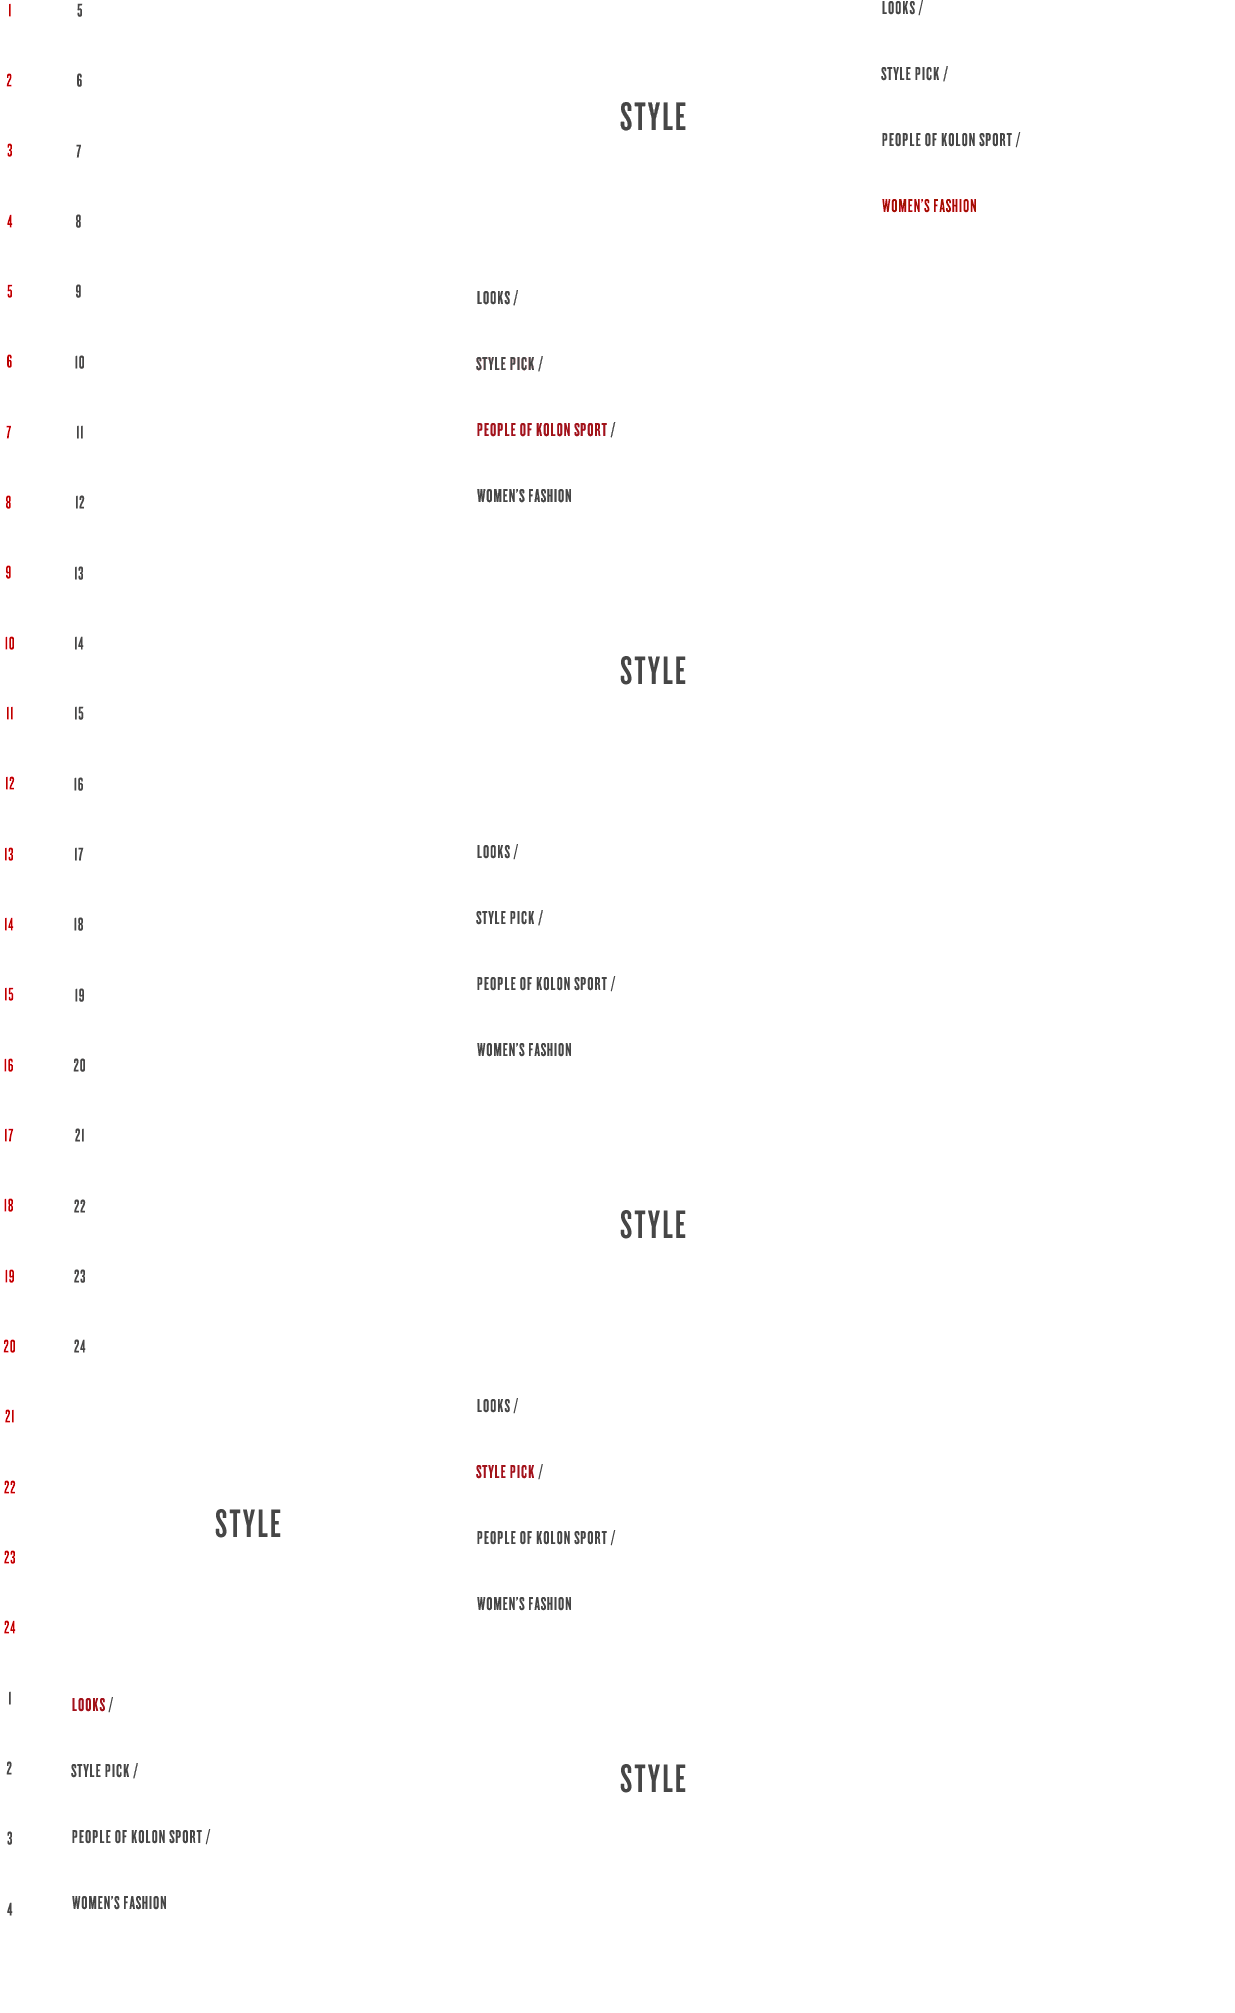 1
2
3
4
5
6
7
8
9
10
11
12
13
14
15
16
17
18
19
20
21
22
23
24
1
2
3
4
5
6
7
8
9
10
11
12
13
14
15
16
17
18
19
20
21
22
23
24
STYLE
LOOKS /
STYLE PICK /
PEOPLE OF KOLON SPORT /
WOMEN'S FASHION
STYLE
LOOKS /
STYLE PICK /
PEOPLE OF KOLON SPORT /
WOMEN'S FASHION
STYLE
LOOKS /
STYLE PICK /
PEOPLE OF KOLON SPORT /
WOMEN'S FASHION
STYLE
LOOKS /
STYLE PICK /
PEOPLE OF KOLON SPORT /
WOMEN'S FASHION
STYLE
LOOKS /
STYLE PICK /
PEOPLE OF KOLON SPORT /
WOMEN'S FASHION